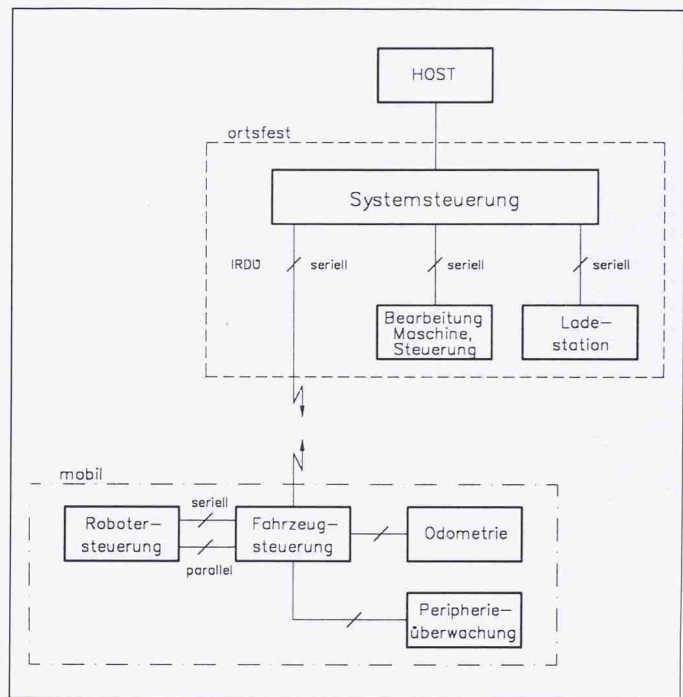 HOST
ortsfest
Systemsteuerung
IRDÜ
seriell
seriell
seriell
Bearbeitung
Maschine,
Steuerung
Lade-
station
mobil
Roboter-
steuerung
seriell
parallel
Fahrzeug-
steuerung
Odometrie
Peripherie-
überwachung